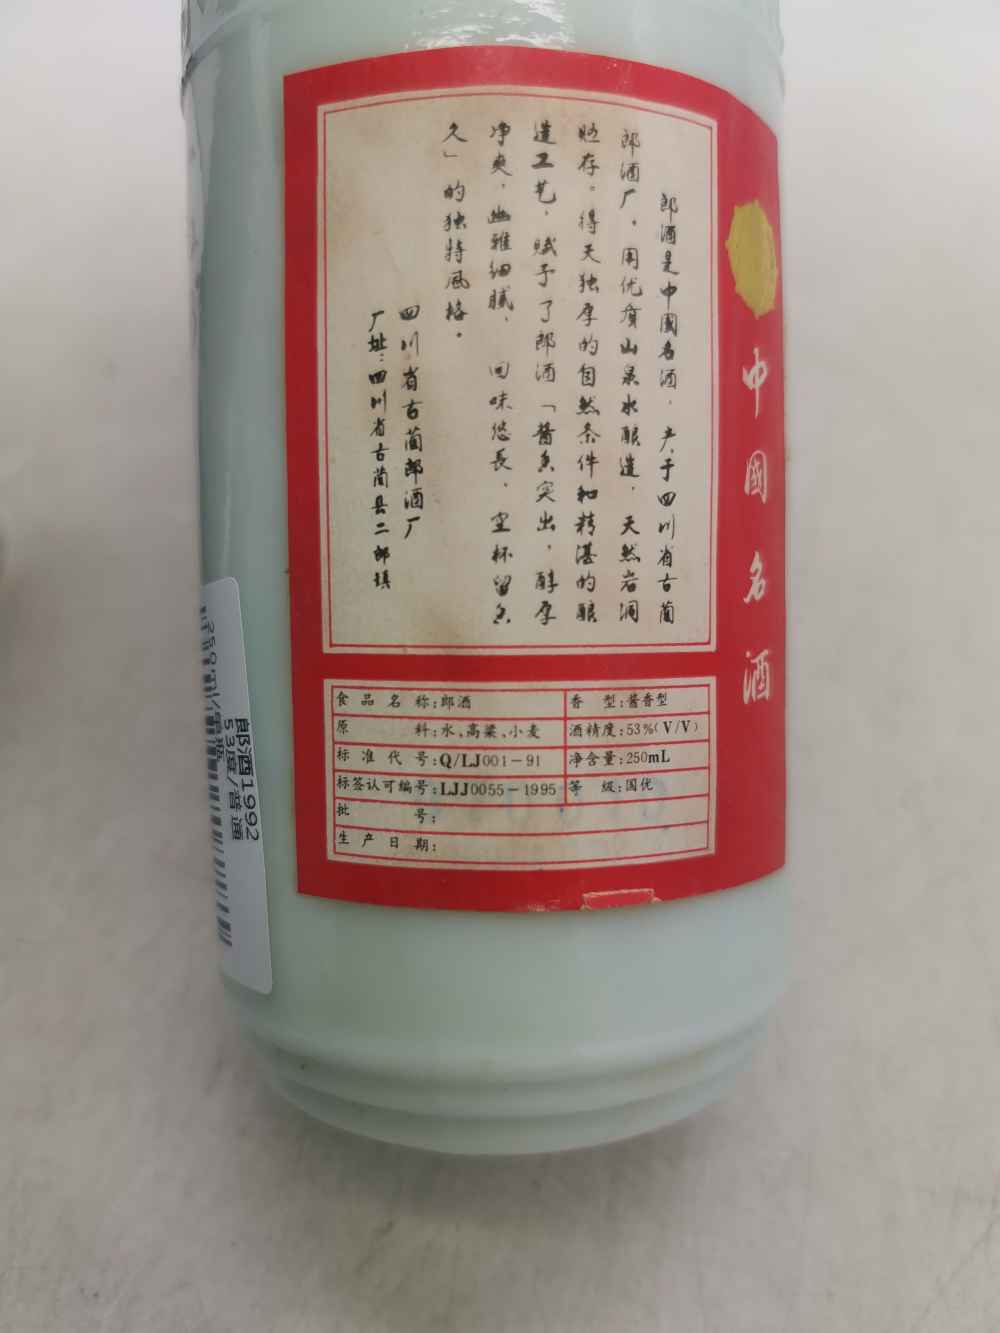 中國名酒
郎酒是中國名酒．产于四川省古蔺
郎酒厂，用优质山泉水酿造．天然岩洞
贮存。得天独厚的自然条件和精湛的酿
造工艺，赋予了郎酒「酱香突出，醇厚
净爽，幽雅细腻，回味悠長，空杯留香
久」的独特风格。
四川省古蔺郎酒厂
厂址：四川省古蔺县二郎镇
食品名称：郎酒
香型：酱香型
原料：水、高粱、小麦
酒精度：53%(V/V)
标准代号：Q/LJ001-91
净含量：250mL
标签认可编号：LJJ0055-1995
等级：国优
批号：
生产日期：
郎酒1992
53度/普通